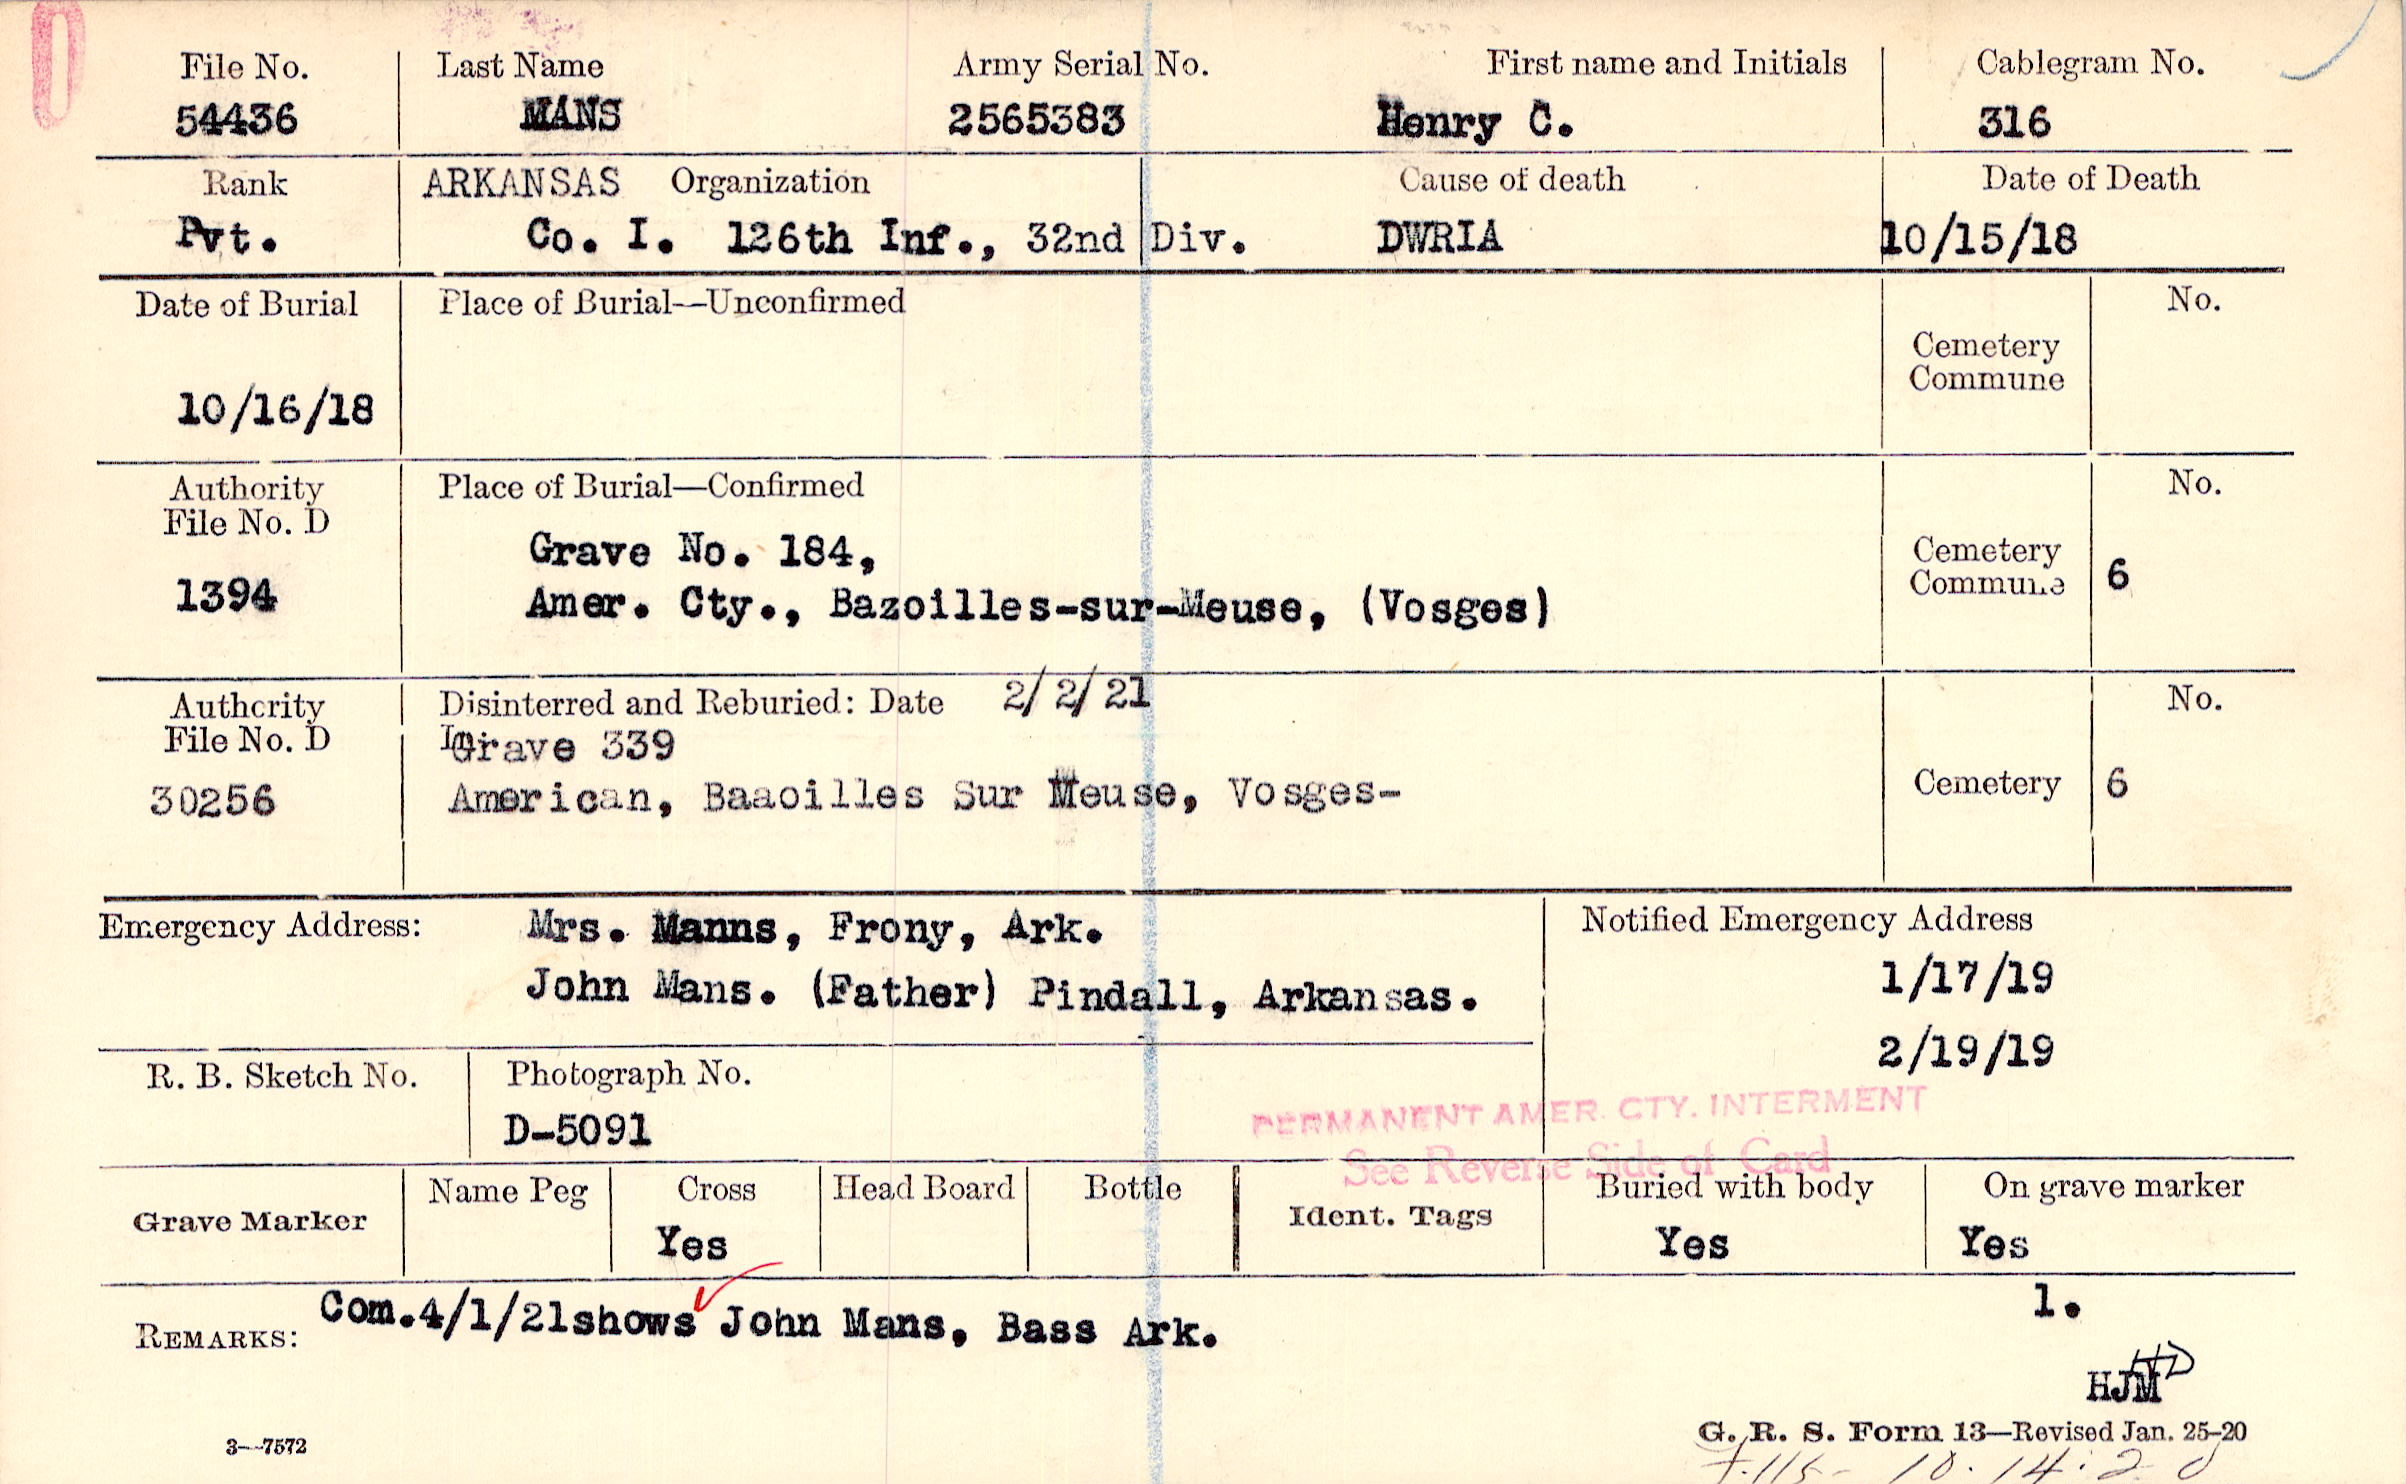 File No. Last Name Army Serial No. First name and Initials Cablegram No.
54436 MANS 2565383 Henry C. 316
Rank ARKANSAS Organization Cause of death Date of Death
Pvt. Co. I. 126th Inf., 32nd Div. DWRIA 10/15/18
Date of Burial Place of Burial—Unconfirmed No.
Cemetery
Commune
10/16/18
Authority Place of Burial—Confirmed No.
File No. D
Grave No. 184,
Cemetery
Commune 6
1394 Amer. Cty., Bazoilles-sur-Meuse, (Vosges)
Authority Disinterred and Reburied: Date 2/2/21 No.
File No. D In Grave 339
30256 American, Baaoilles Sur Meuse, Vosges- Cemetery 6
Emergency Address: Mrs. Manns, Frony, Ark. Notified Emergency Address
John Mans. (Father) Pindall, Arkansas. 1/17/19
2/19/19
R. B. Sketch No. Photograph No.
D-5091
PERMANENT AMER. CTY. INTERMENT
See Reverse Side of Card
Grave Marker Name Peg Cross Head Board Bottle Ident. Tags Buried with body On grave marker
Yes Yes Yes
REMARKS: Com.4/1/21shows John Mans, Bass Ark. 1.
HD
HJM
3—7572 G. R. S. Form 13—Revised Jan. 25-20